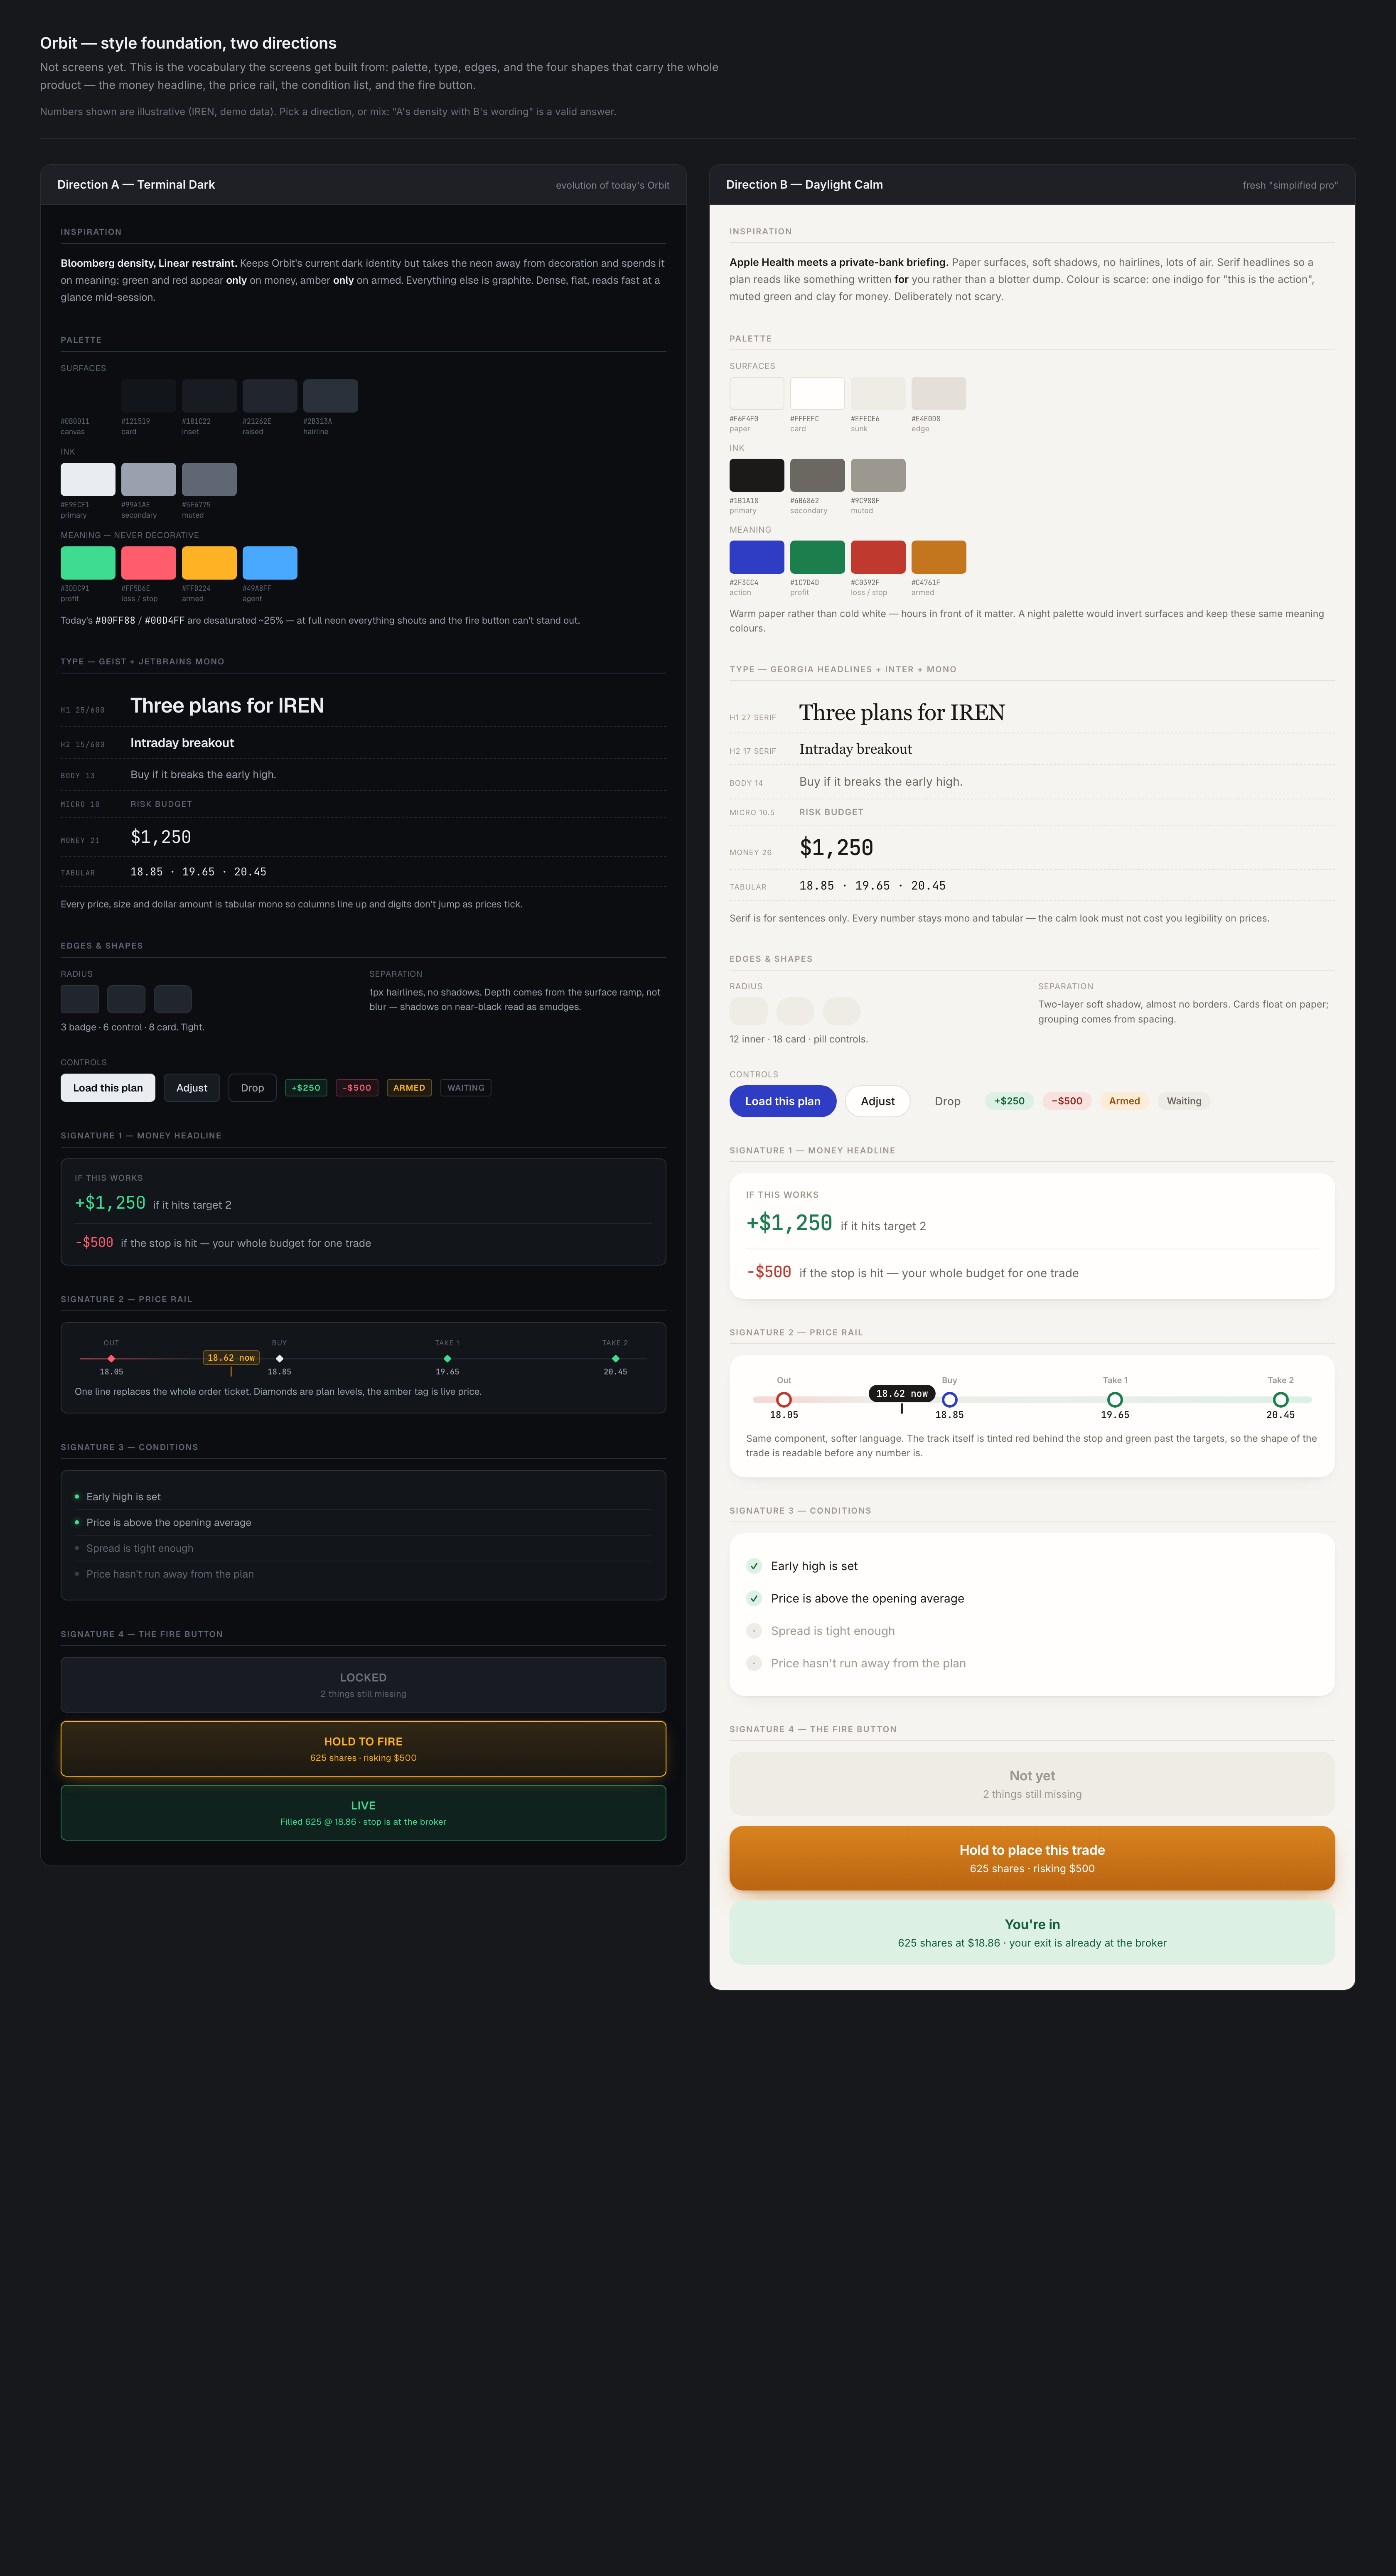 Orbit — style foundation, two directions
Not screens yet. This is the vocabulary the screens get built from: palette, type, edges, and the four shapes that carry the whole
product — the money headline, the price rail, the condition list, and the fire button.
Numbers shown are illustrative (IREN, demo data). Pick a direction, or mix: "A's density with B's wording" is a valid answer.
Direction A — Terminal Dark
evolution of today's Orbit
INSPIRATION
Bloomberg density, Linear restraint. Keeps Orbit's current dark identity but takes the neon away from decoration and spends it
on meaning: green and red appear only on money, amber only on armed. Everything else is graphite. Dense, flat, reads fast at a
glance mid-session.
PALETTE
SURFACES
#0B0D11 #121519 #181C22 #21262E #2B313A
canvas card inset raised hairline
INK
#E9ECF1 #99A1AE #5F6775
primary secondary muted
MEANING — NEVER DECORATIVE
#3DDC91 #FF5D6E #FFB224 #49A8FF
profit loss / stop armed agent
Today's #00FF88 / #00D4FF are desaturated ~25% — at full neon everything shouts and the fire button can't stand out.
TYPE — GEIST + JETBRAINS MONO
H1 25/600 Three plans for IREN
H2 15/600 Intraday breakout
BODY 13 Buy if it breaks the early high.
MICRO 10 RISK BUDGET
MONEY 21 $1,250
TABULAR 18.85 · 19.65 · 20.45
Every price, size and dollar amount is tabular mono so columns line up and digits don't jump as prices tick.
EDGES & SHAPES
RADIUS
3 badge · 6 control · 8 card. Tight.
SEPARATION
1px hairlines, no shadows. Depth comes from the surface ramp, not
blur — shadows on near-black read as smudges.
CONTROLS
Load this plan Adjust Drop +$250 −$500 ARMED WAITING
SIGNATURE 1 — MONEY HEADLINE
IF THIS WORKS
+$1,250 if it hits target 2
-$500 if the stop is hit — your whole budget for one trade
SIGNATURE 2 — PRICE RAIL
OUT BUY TAKE 1 TAKE 2
18.62 now
18.05 18.85 19.65 20.45
One line replaces the whole order ticket. Diamonds are plan levels, the amber tag is live price.
SIGNATURE 3 — CONDITIONS
Early high is set
Price is above the opening average
Spread is tight enough
Price hasn't run away from the plan
SIGNATURE 4 — THE FIRE BUTTON
LOCKED
2 things still missing
HOLD TO FIRE
625 shares · risking $500
LIVE
Filled 625 @ 18.86 · stop is at the broker
Direction B — Daylight Calm
fresh "simplified pro"
INSPIRATION
Apple Health meets a private-bank briefing. Paper surfaces, soft shadows, no hairlines, lots of air. Serif headlines so a
plan reads like something written for you rather than a blotter dump. Colour is scarce: one indigo for "this is the action",
muted green and clay for money. Deliberately not scary.
PALETTE
SURFACES
#F6F4F0 #FFFEFC #EFECE6 #E4E0D8
paper card sunk edge
INK
#1B1A18 #6B6862 #9C988F
primary secondary muted
MEANING
#2F3CC4 #1C7D4D #C0392F #C4761F
action profit loss / stop armed
Warm paper rather than cold white — hours in front of it matter. A night palette would invert surfaces and keep these same meaning
colours.
TYPE — GEORGIA HEADLINES + INTER + MONO
H1 27 SERIF Three plans for IREN
H2 17 SERIF Intraday breakout
BODY 14 Buy if it breaks the early high.
MICRO 10.5 RISK BUDGET
MONEY 26 $1,250
TABULAR 18.85 · 19.65 · 20.45
Serif is for sentences only. Every number stays mono and tabular — the calm look must not cost you legibility on prices.
EDGES & SHAPES
RADIUS
12 inner · 18 card · pill controls.
SEPARATION
Two-layer soft shadow, almost no borders. Cards float on paper;
grouping comes from spacing.
CONTROLS
Load this plan Adjust Drop +$250 −$500 Armed Waiting
SIGNATURE 1 — MONEY HEADLINE
IF THIS WORKS
+$1,250 if it hits target 2
-$500 if the stop is hit — your whole budget for one trade
SIGNATURE 2 — PRICE RAIL
Out Buy Take 1 Take 2
18.62 now
18.05 18.85 19.65 20.45
Same component, softer language. The track itself is tinted red behind the stop and green past the targets, so the shape of the
trade is readable before any number is.
SIGNATURE 3 — CONDITIONS
Early high is set
Price is above the opening average
Spread is tight enough
Price hasn't run away from the plan
SIGNATURE 4 — THE FIRE BUTTON
Not yet
2 things still missing
Hold to place this trade
625 shares · risking $500
You're in
625 shares at $18.86 · your exit is already at the broker